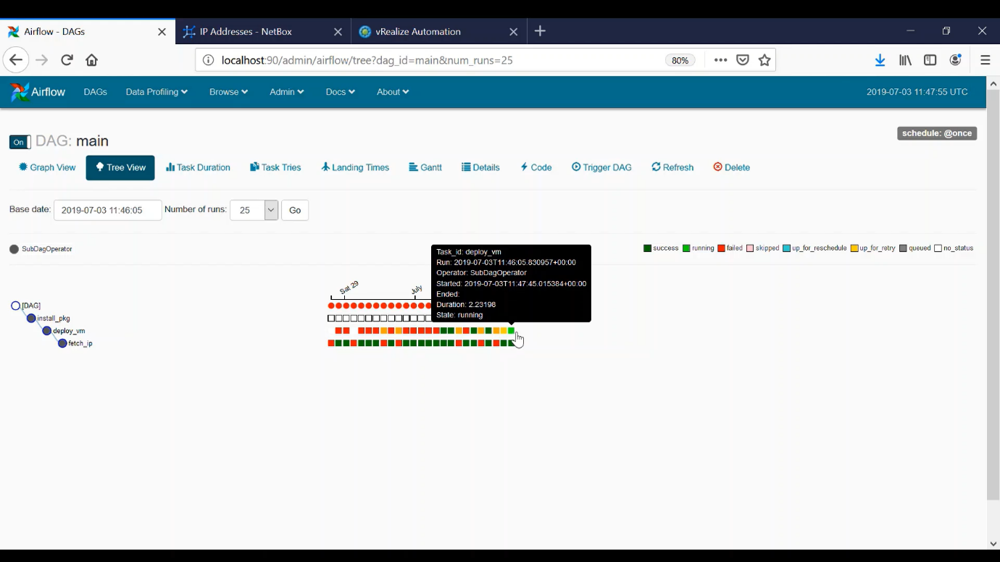 Airflow - DAGs
IP Addresses - NetBox
vRealize Automation
localhost:90/admin/airflow/tree?dag_id=main&num_runs=25
80%
Airflow
DAGs
Data Profiling
Browse
Admin
Docs
About
2019-07-03 11:47:55 UTC
On
DAG: main
schedule: @once
Graph View
Tree View
Task Duration
Task Tries
Landing Times
Gantt
Details
Code
Trigger DAG
Refresh
Delete
Base date: 2019-07-03 11:46:05 Number of runs: 25 Go
SubDagOperator
success
running
failed
skipped
up_for_reschedule
up_for_retry
queued
no_status
Task_id: deploy_vm
Run: 2019-07-03T11:46:05.830957+00:00
Operator: SubDagOperator
Started: 2019-07-03T11:47:45.015384+00:00
Ended:
Duration: 2.23198
State: running
Sat 29
July
[DAG]
install_pkg
deploy_vm
fetch_ip